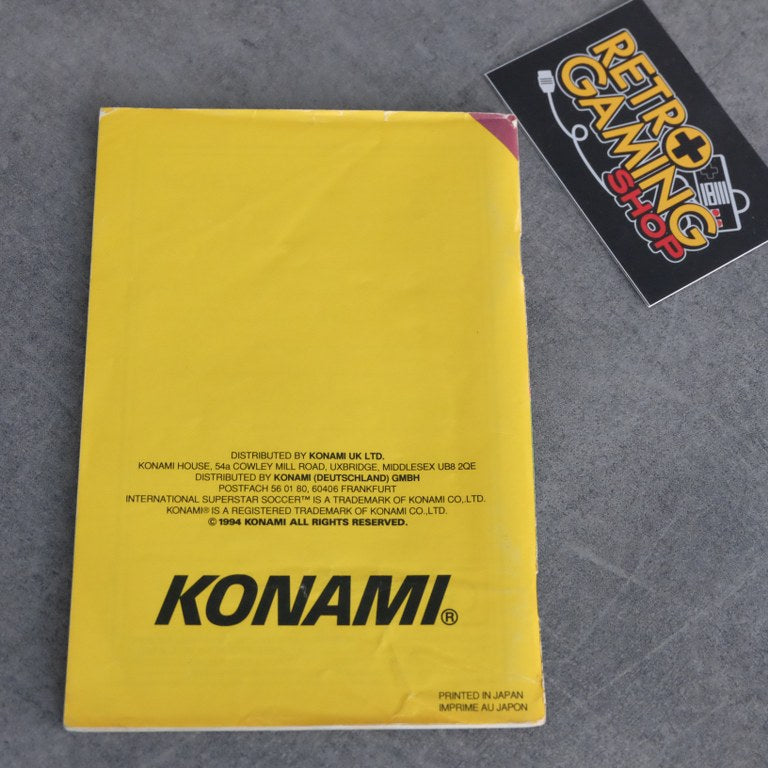 RETRO
GAMING
SHOP
DISTRIBUTED BY KONAMI UK LTD.
KONAMI HOUSE, 54a COWLEY MILL ROAD, UXBRIDGE, MIDDLESEX UB8 2QE
DISTRIBUTED BY KONAMI (DEUTSCHLAND) GMBH
POSTFACH 56 01 80, 60406 FRANKFURT
INTERNATIONAL SUPERSTAR SOCCER™ IS A TRADEMARK OF KONAMI CO,.LTD.
KONAMI® IS A REGISTERED TRADEMARK OF KONAMI CO.,LTD.
© 1994 KONAMI ALL RIGHTS RESERVED.
KONAMI®
PRINTED IN JAPAN
IMPRIME AU JAPON